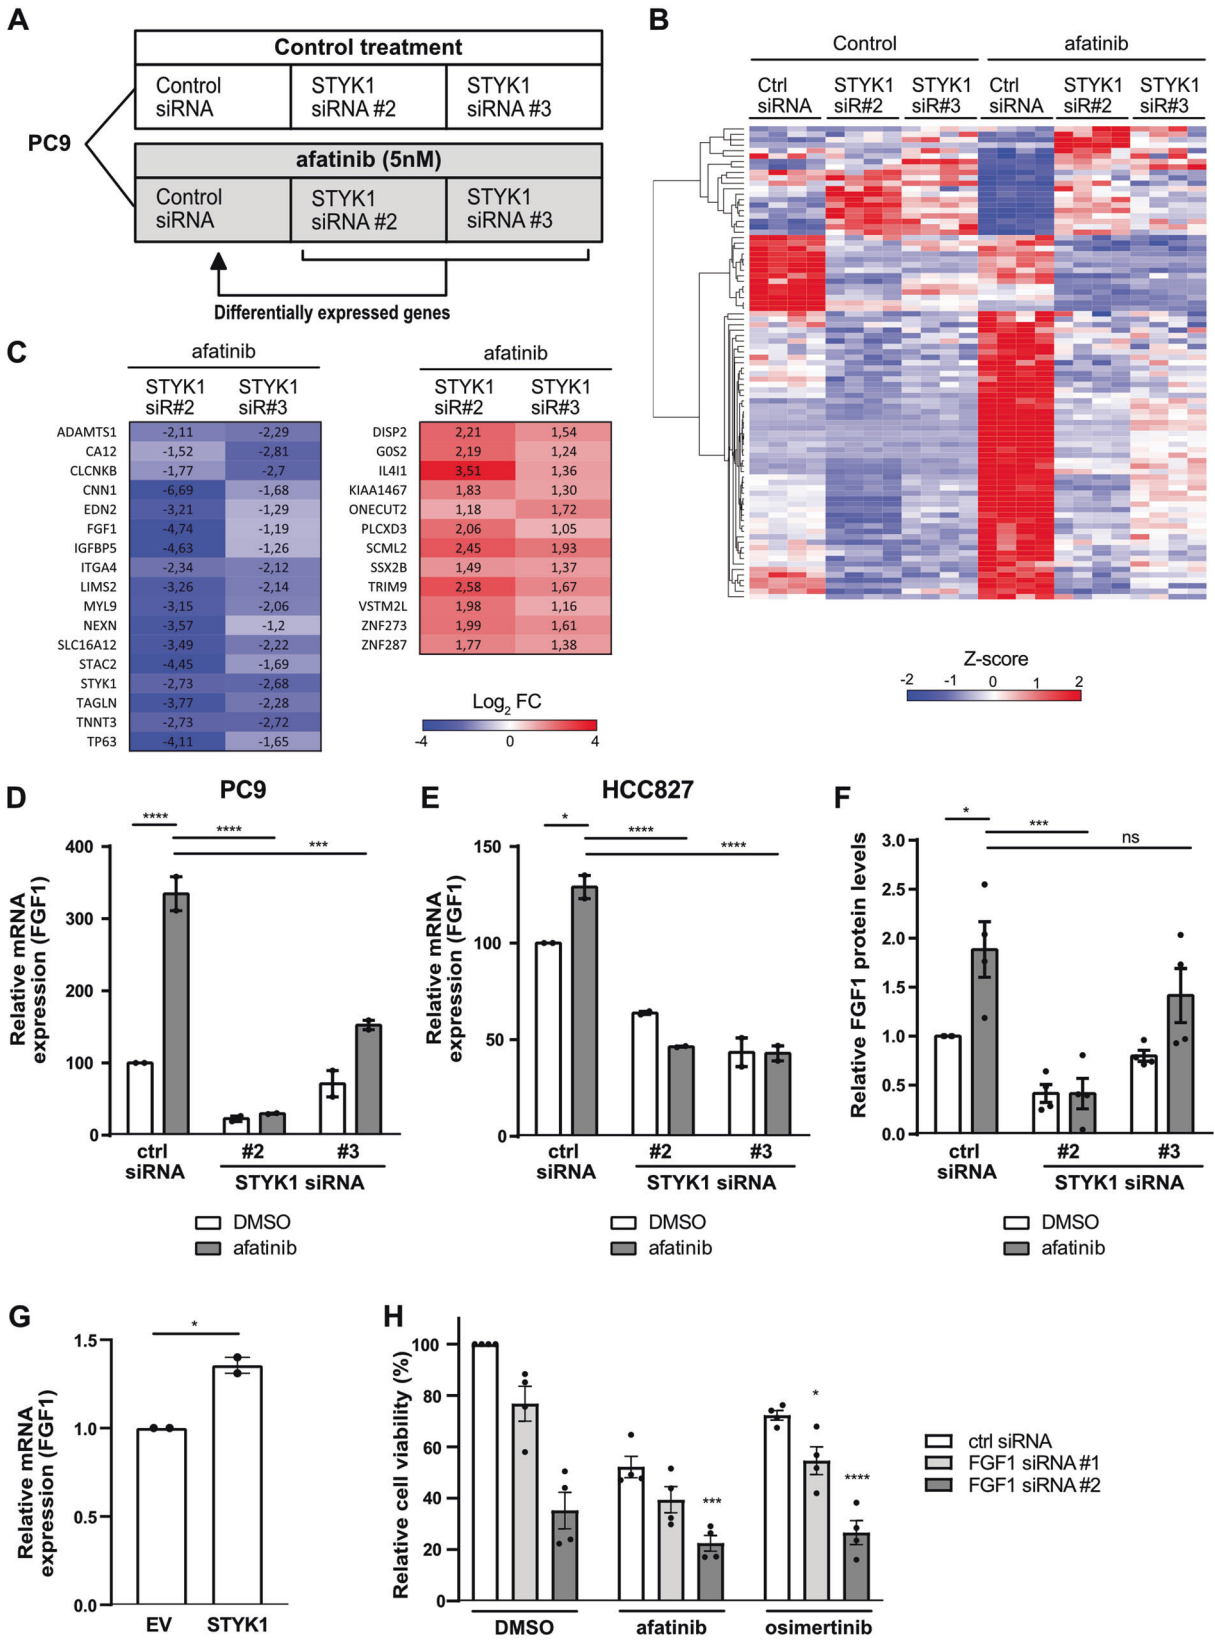 A
Control treatment
Control siRNA
STYK1 siRNA #2
STYK1 siRNA #3
PC9
afatinib (5nM)
Control siRNA
STYK1 siRNA #2
STYK1 siRNA #3
Differentially expressed genes
B
Control afatinib
Ctrl siRNA
STYK1 siR#2
STYK1 siR#3
Ctrl siRNA
STYK1 siR#2
STYK1 siR#3
Z-score
-2 -1 0 1 2
C
afatinib
STYK1 siR#2
STYK1 siR#3
ADAMTS1 -2,11 -2,29
CA12 -1,52 -2,81
CLCNKB -1,77 -2,7
CNN1 -6,69 -1,68
EDN2 -3,21 -1,29
FGF1 -4,74 -1,19
IGFBP5 -4,63 -1,26
ITGA4 -2,34 -2,12
LIMS2 -3,26 -2,14
MYL9 -3,15 -2,06
NEXN -3,57 -1,2
SLC16A12 -3,49 -2,22
STAC2 -4,45 -1,69
STYK1 -2,73 -2,68
TAGLN -3,77 -2,28
TNNT3 -2,73 -2,72
TP63 -4,11 -1,65
afatinib
STYK1 siR#2
STYK1 siR#3
DISP2 2,21 1,54
G0S2 2,19 1,24
IL4I1 3,51 1,36
KIAA1467 1,83 1,30
ONECUT2 1,18 1,72
PLCXD3 2,06 1,05
SCML2 2,45 1,93
SSX2B 1,49 1,37
TRIM9 2,58 1,67
VSTM2L 1,98 1,16
ZNF273 1,99 1,61
ZNF287 1,77 1,38
Log2 FC
-4 0 4
D
PC9
Relative mRNA
expression (FGF1)
400
300
200
100
0
****
****
***
ctrl siRNA
#2 #3
STYK1 siRNA
DMSO
afatinib
E
HCC827
Relative mRNA
expression (FGF1)
150
100
50
0
*
****
****
ctrl siRNA
#2 #3
STYK1 siRNA
DMSO
afatinib
F
Relative FGF1 protein levels
3.0
2.5
2.0
1.5
1.0
0.5
0.0
*
***
ns
ctrl siRNA
#2 #3
STYK1 siRNA
DMSO
afatinib
G
Relative mRNA
expression (FGF1)
1.5
1.0
0.5
0.0
*
EV STYK1
H
Relative cell viability (%)
100
80
60
40
20
0
***
*
****
DMSO afatinib osimertinib
ctrl siRNA
FGF1 siRNA #1
FGF1 siRNA #2